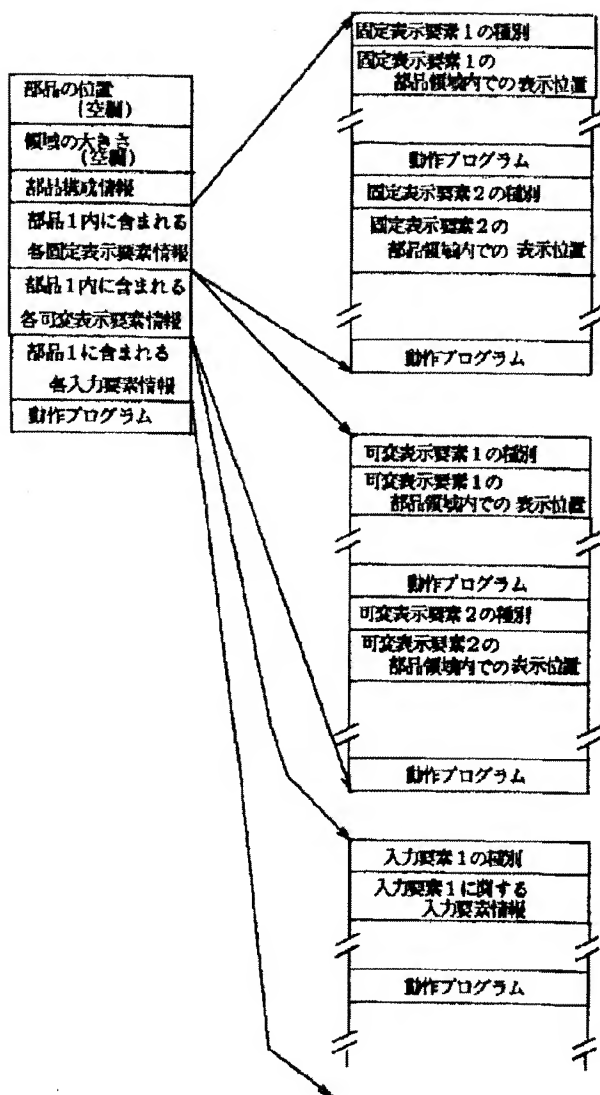 部品の位置
(空欄)
領域の大きさ
(空欄)
部品構成情報
部品1内に含まれる
各固定表示要素情報
部品1内に含まれる
各可変表示要素情報
部品1に含まれる
各入力要素情報
動作プログラム
固定表示要素1の種別
固定表示要素1の
部品領域内での表示位置
動作プログラム
固定表示要素2の種別
固定表示要素2の
部品領域内での表示位置
動作プログラム
可変表示要素1の種別
可変表示要素1の
部品領域内での表示位置
動作プログラム
可変表示要素2の種別
可変表示要素2の
部品領域内での表示位置
動作プログラム
入力要素1の種別
入力要素1に関する
入力要素情報
動作プログラム